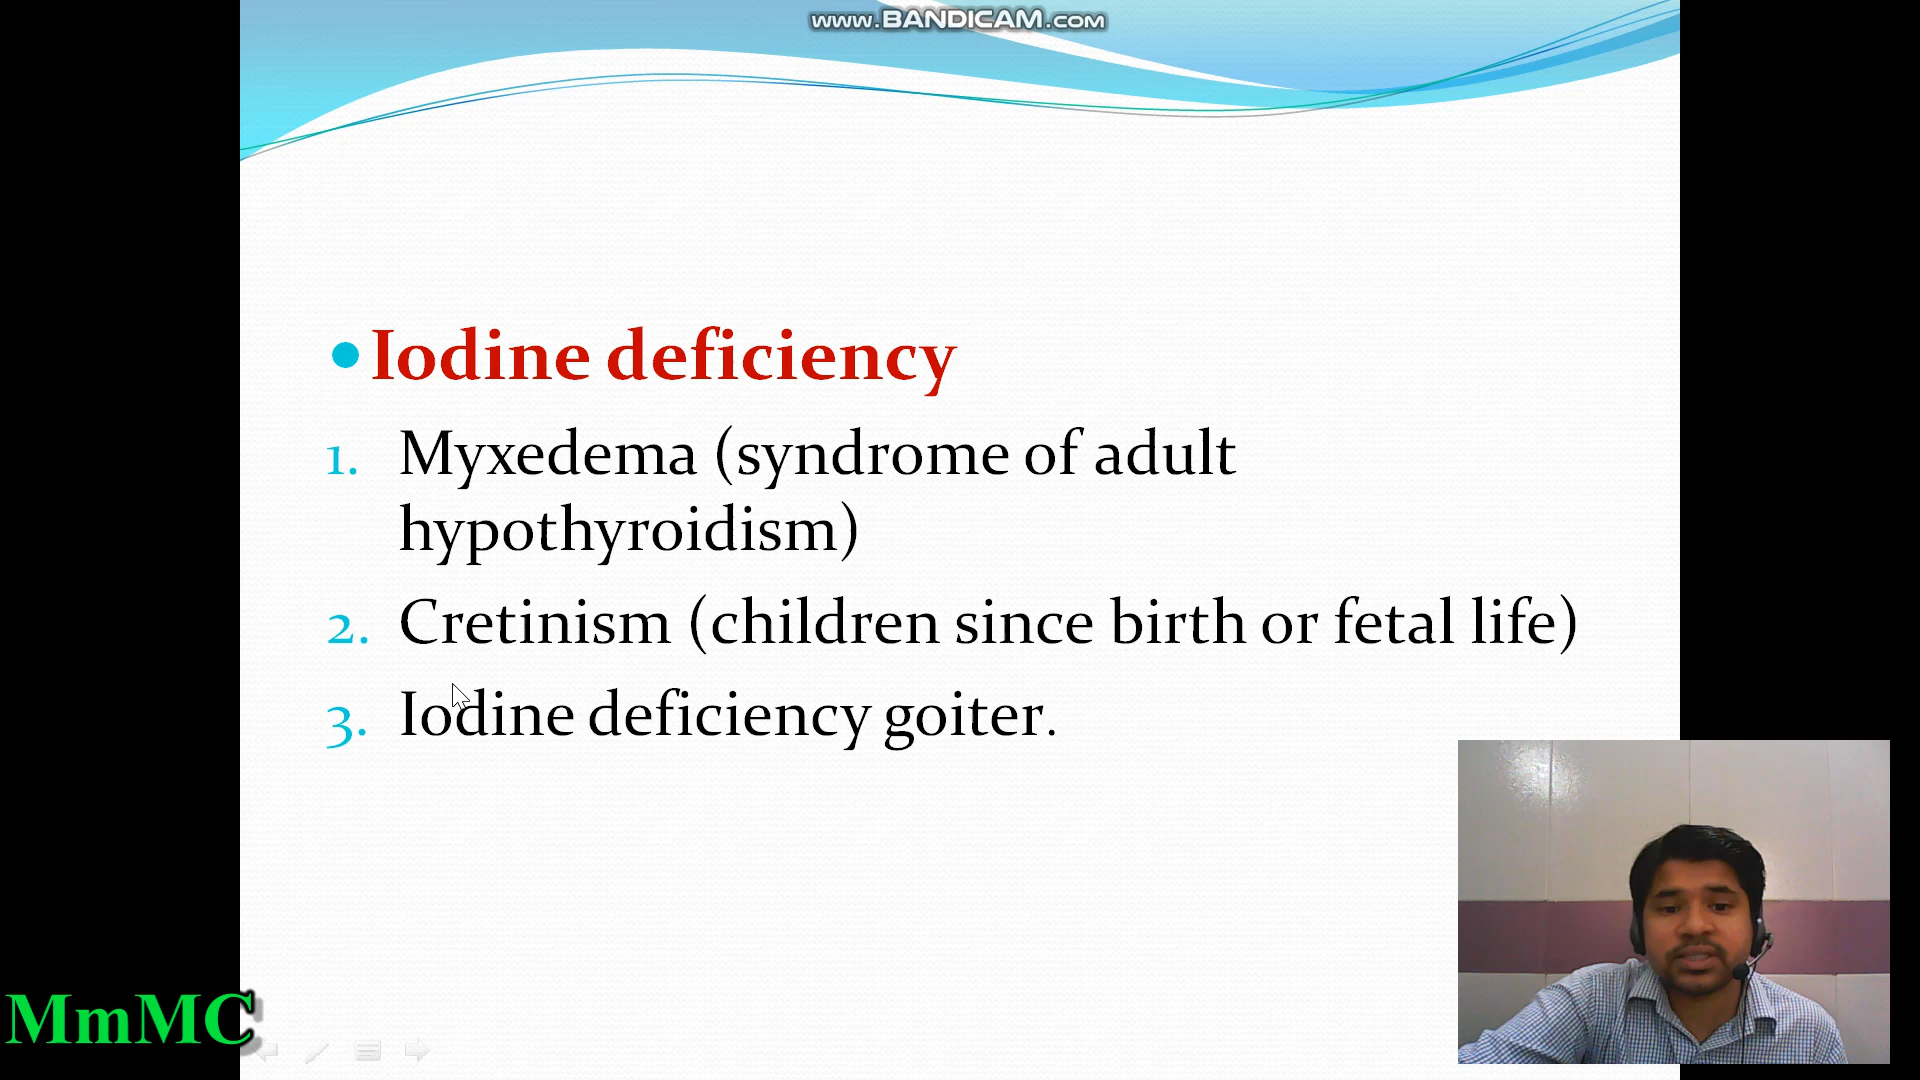 www.BANDICAM.com
•Iodine deficiency
1. Myxedema (syndrome of adult
hypothyroidism)
2. Cretinism (children since birth or fetal life)
3. Iodine deficiency goiter.
MmMC